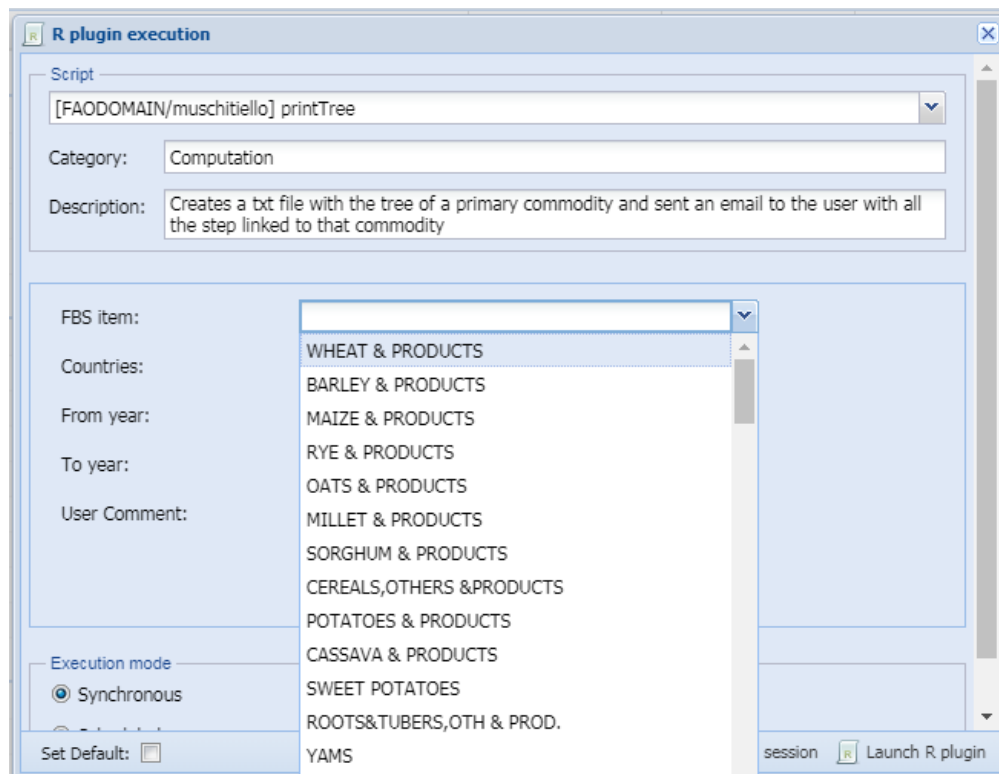 R plugin execution
Script
[FAODOMAIN/muschitiello] printTree
Category: Computation
Description: Creates a txt file with the tree of a primary commodity and sent an email to the user with all
the step linked to that commodity
FBS item:
Countries:
From year:
To year:
User Comment:
WHEAT & PRODUCTS
BARLEY & PRODUCTS
MAIZE & PRODUCTS
RYE & PRODUCTS
OATS & PRODUCTS
MILLET & PRODUCTS
SORGHUM & PRODUCTS
CEREALS,OTHERS &PRODUCTS
POTATOES & PRODUCTS
CASSAVA & PRODUCTS
SWEET POTATOES
ROOTS&TUBERS,OTH & PROD.
YAMS
Execution mode
Synchronous
Set Default:
session
R Launch R plugin